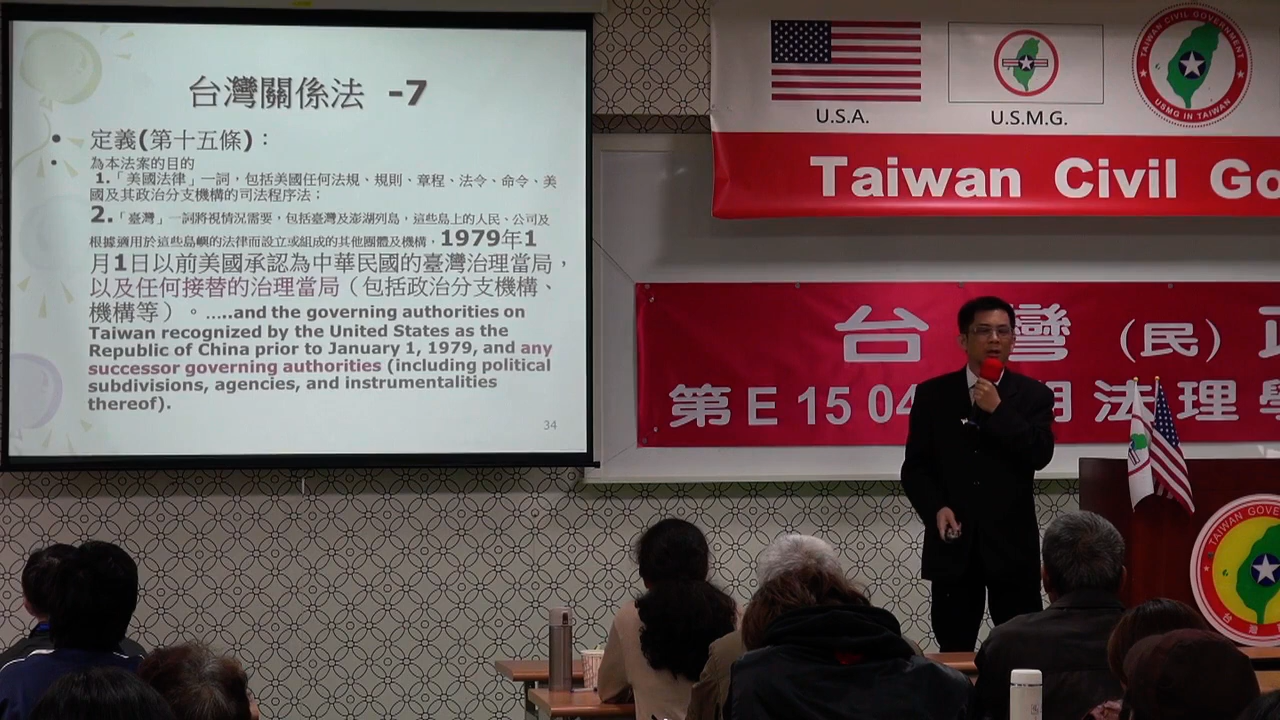 台灣關係法 -7
• 定義(第十五條)：
• 為本法案的目的
1.「美國法律」一詞，包括美國任何法規、規則、章程、法令、命令、美
國及其政治分支機構的司法程序法；
2.「臺灣」一詞將視情況需要，包括臺灣及澎湖列島，這些島上的人民、公司及
根據適用於這些島嶼的法律而設立或組成的其他團體及機構，1979年1
月1日以前美國承認為中華民國的臺灣治理當局，
以及任何接替的治理當局（包括政治分支機構、
機構等）。…..and the governing authorities on
Taiwan recognized by the United States as the
Republic of China prior to January 1, 1979, and any
successor governing authorities (including political
subdivisions, agencies, and instrumentalities
thereof).
34
U.S.A.
U.S.M.G.
TAIWAN CIVIL GOVERNMENT
USMG IN TAIWAN
Taiwan Civil Go
台灣(民)政
第E1504期法理學
TAIWAN GOVE
台灣